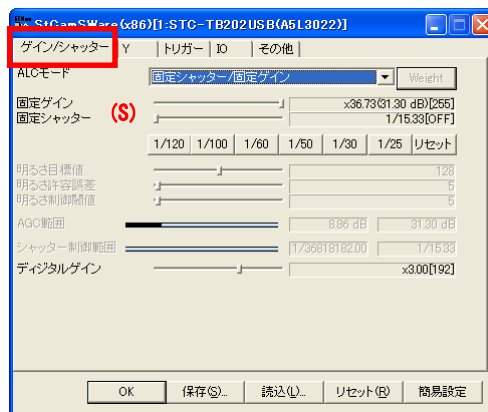 StCamSWare(x86)[1:STC-TB202USB(A5L3022)]
ゲイン/シャッター Y トリガー IO その他
ALCモード 固定シャッター/固定ゲイン Weight
固定ゲイン x36.73(31.30 dB)[255]
固定シャッター (S) 1/15.33[OFF]
1/120 1/100 1/60 1/50 1/30 1/25 リセット
明るさ目標値 128
明るさ許容誤差 5
明るさ制御閾値 5
AGC範囲 8.86 dB 31.30 dB
シャッター制御範囲 1/36818182.00 1/15.33
ディジタルゲイン x3.00[192]
OK 保存(S)... 読込(L)... リセット(R) 簡易設定